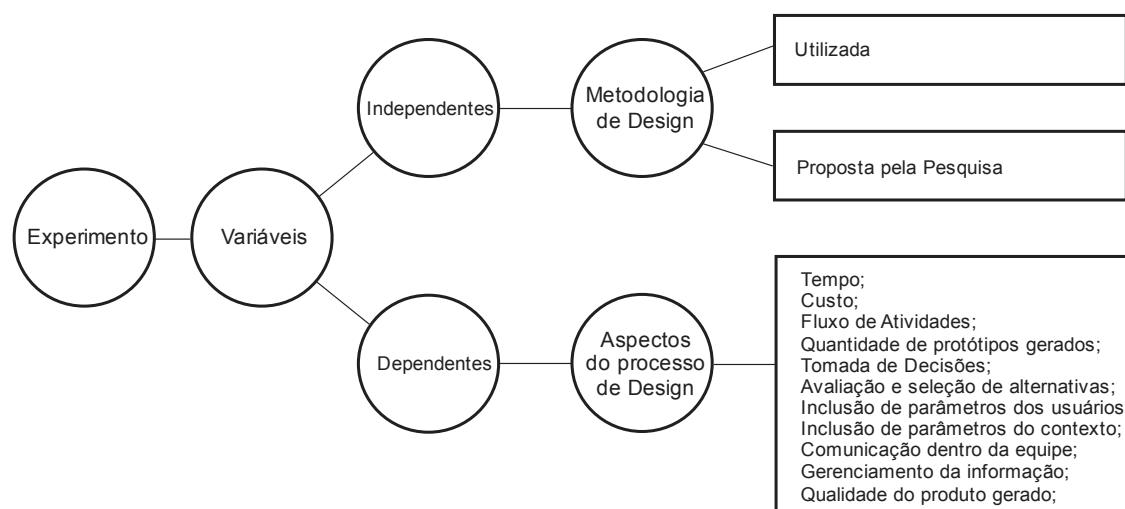 Experimento
Variáveis
Independentes
Metodologia
de Design
Utilizada
Proposta pela Pesquisa
Dependentes
Aspectos
do processo
de Design
Tempo;
Custo;
Fluxo de Atividades;
Quantidade de protótipos gerados;
Tomada de Decisões;
Avaliação e seleção de alternativas;
Inclusão de parâmetros dos usuários
Inclusão de parâmetros do contexto;
Comunicação dentro da equipe;
Gerenciamento da informação;
Qualidade do produto gerado;